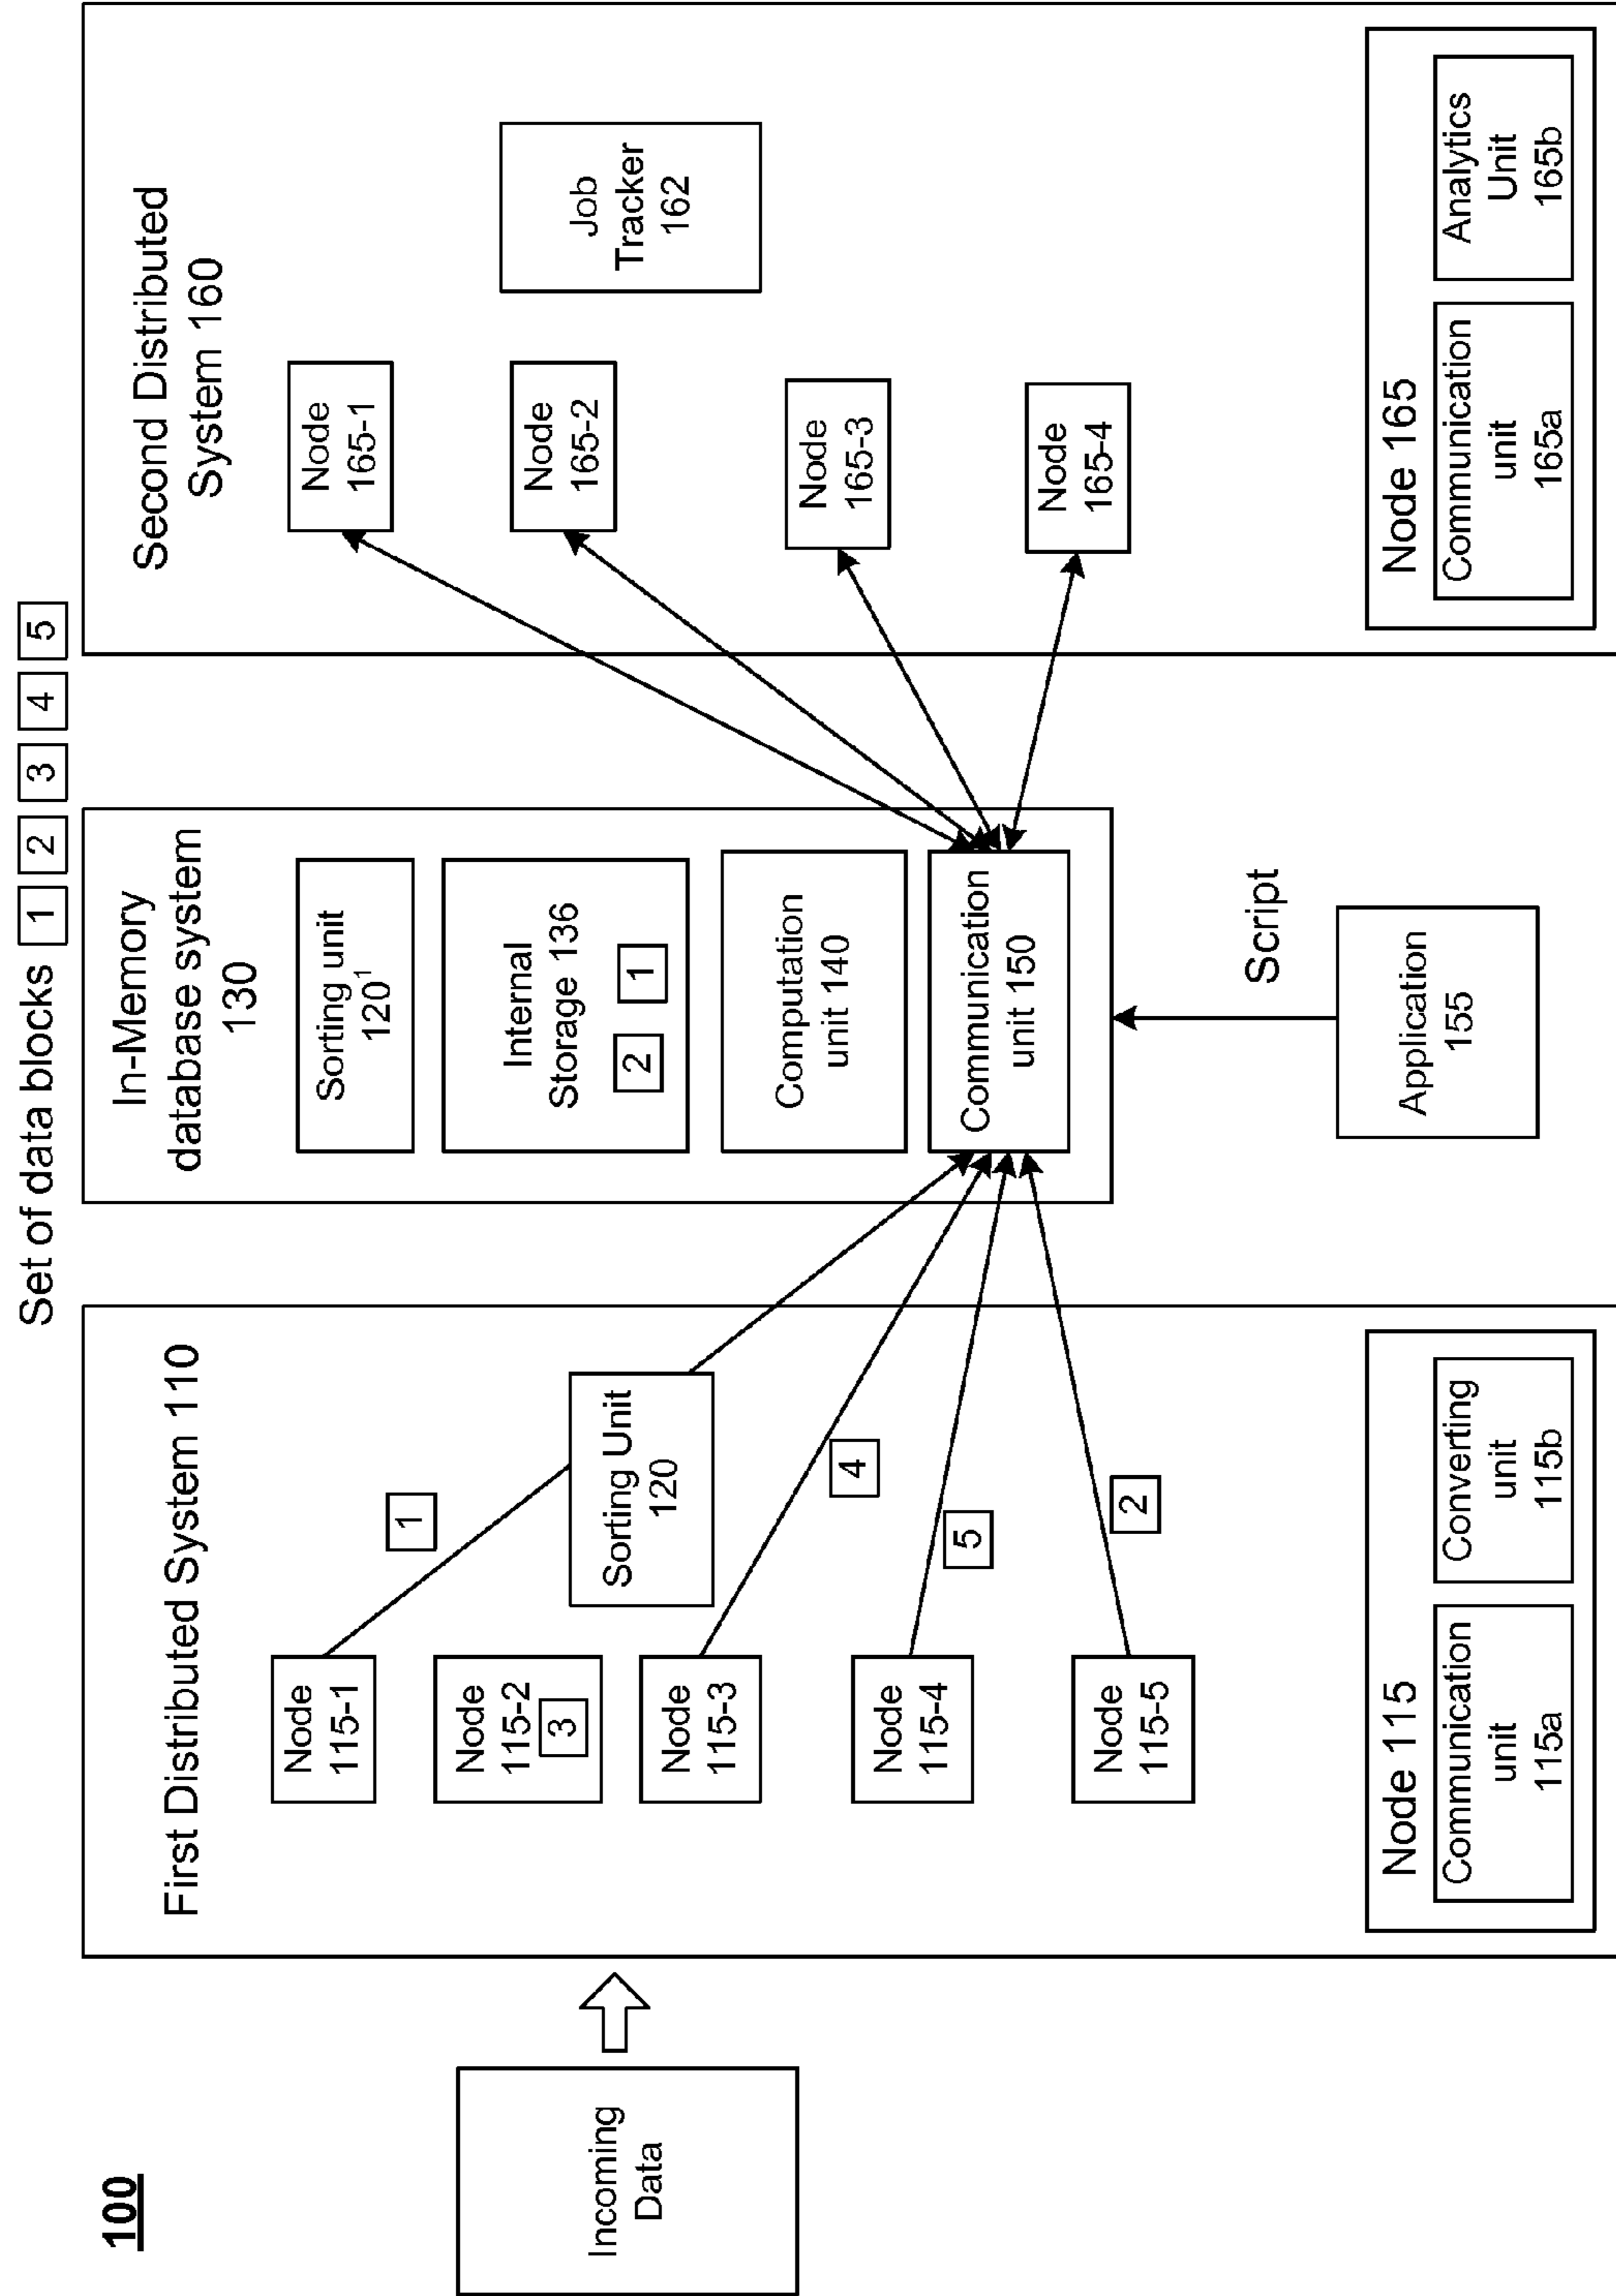 100
Set of data blocks 1 2 3 4 5
Incoming
Data
First Distributed System 110
Node
115-1
1
Node
115-2
3
Sorting Unit
120
Node
115-3
4
Node
115-4
5
Node
115-5
2
Node 115
Communication
unit
115a
Converting
unit
115b
In-Memory
database system
130
Sorting unit
120¹
Internal
Storage 136
2 1
Computation
unit 140
Communication
unit 150
Script
Application
155
Second Distributed
System 160
Node
165-1
Node
165-2
Job
Tracker
162
Node
165-3
Node
165-4
Node 165
Communication
unit
165a
Analytics
Unit
165b